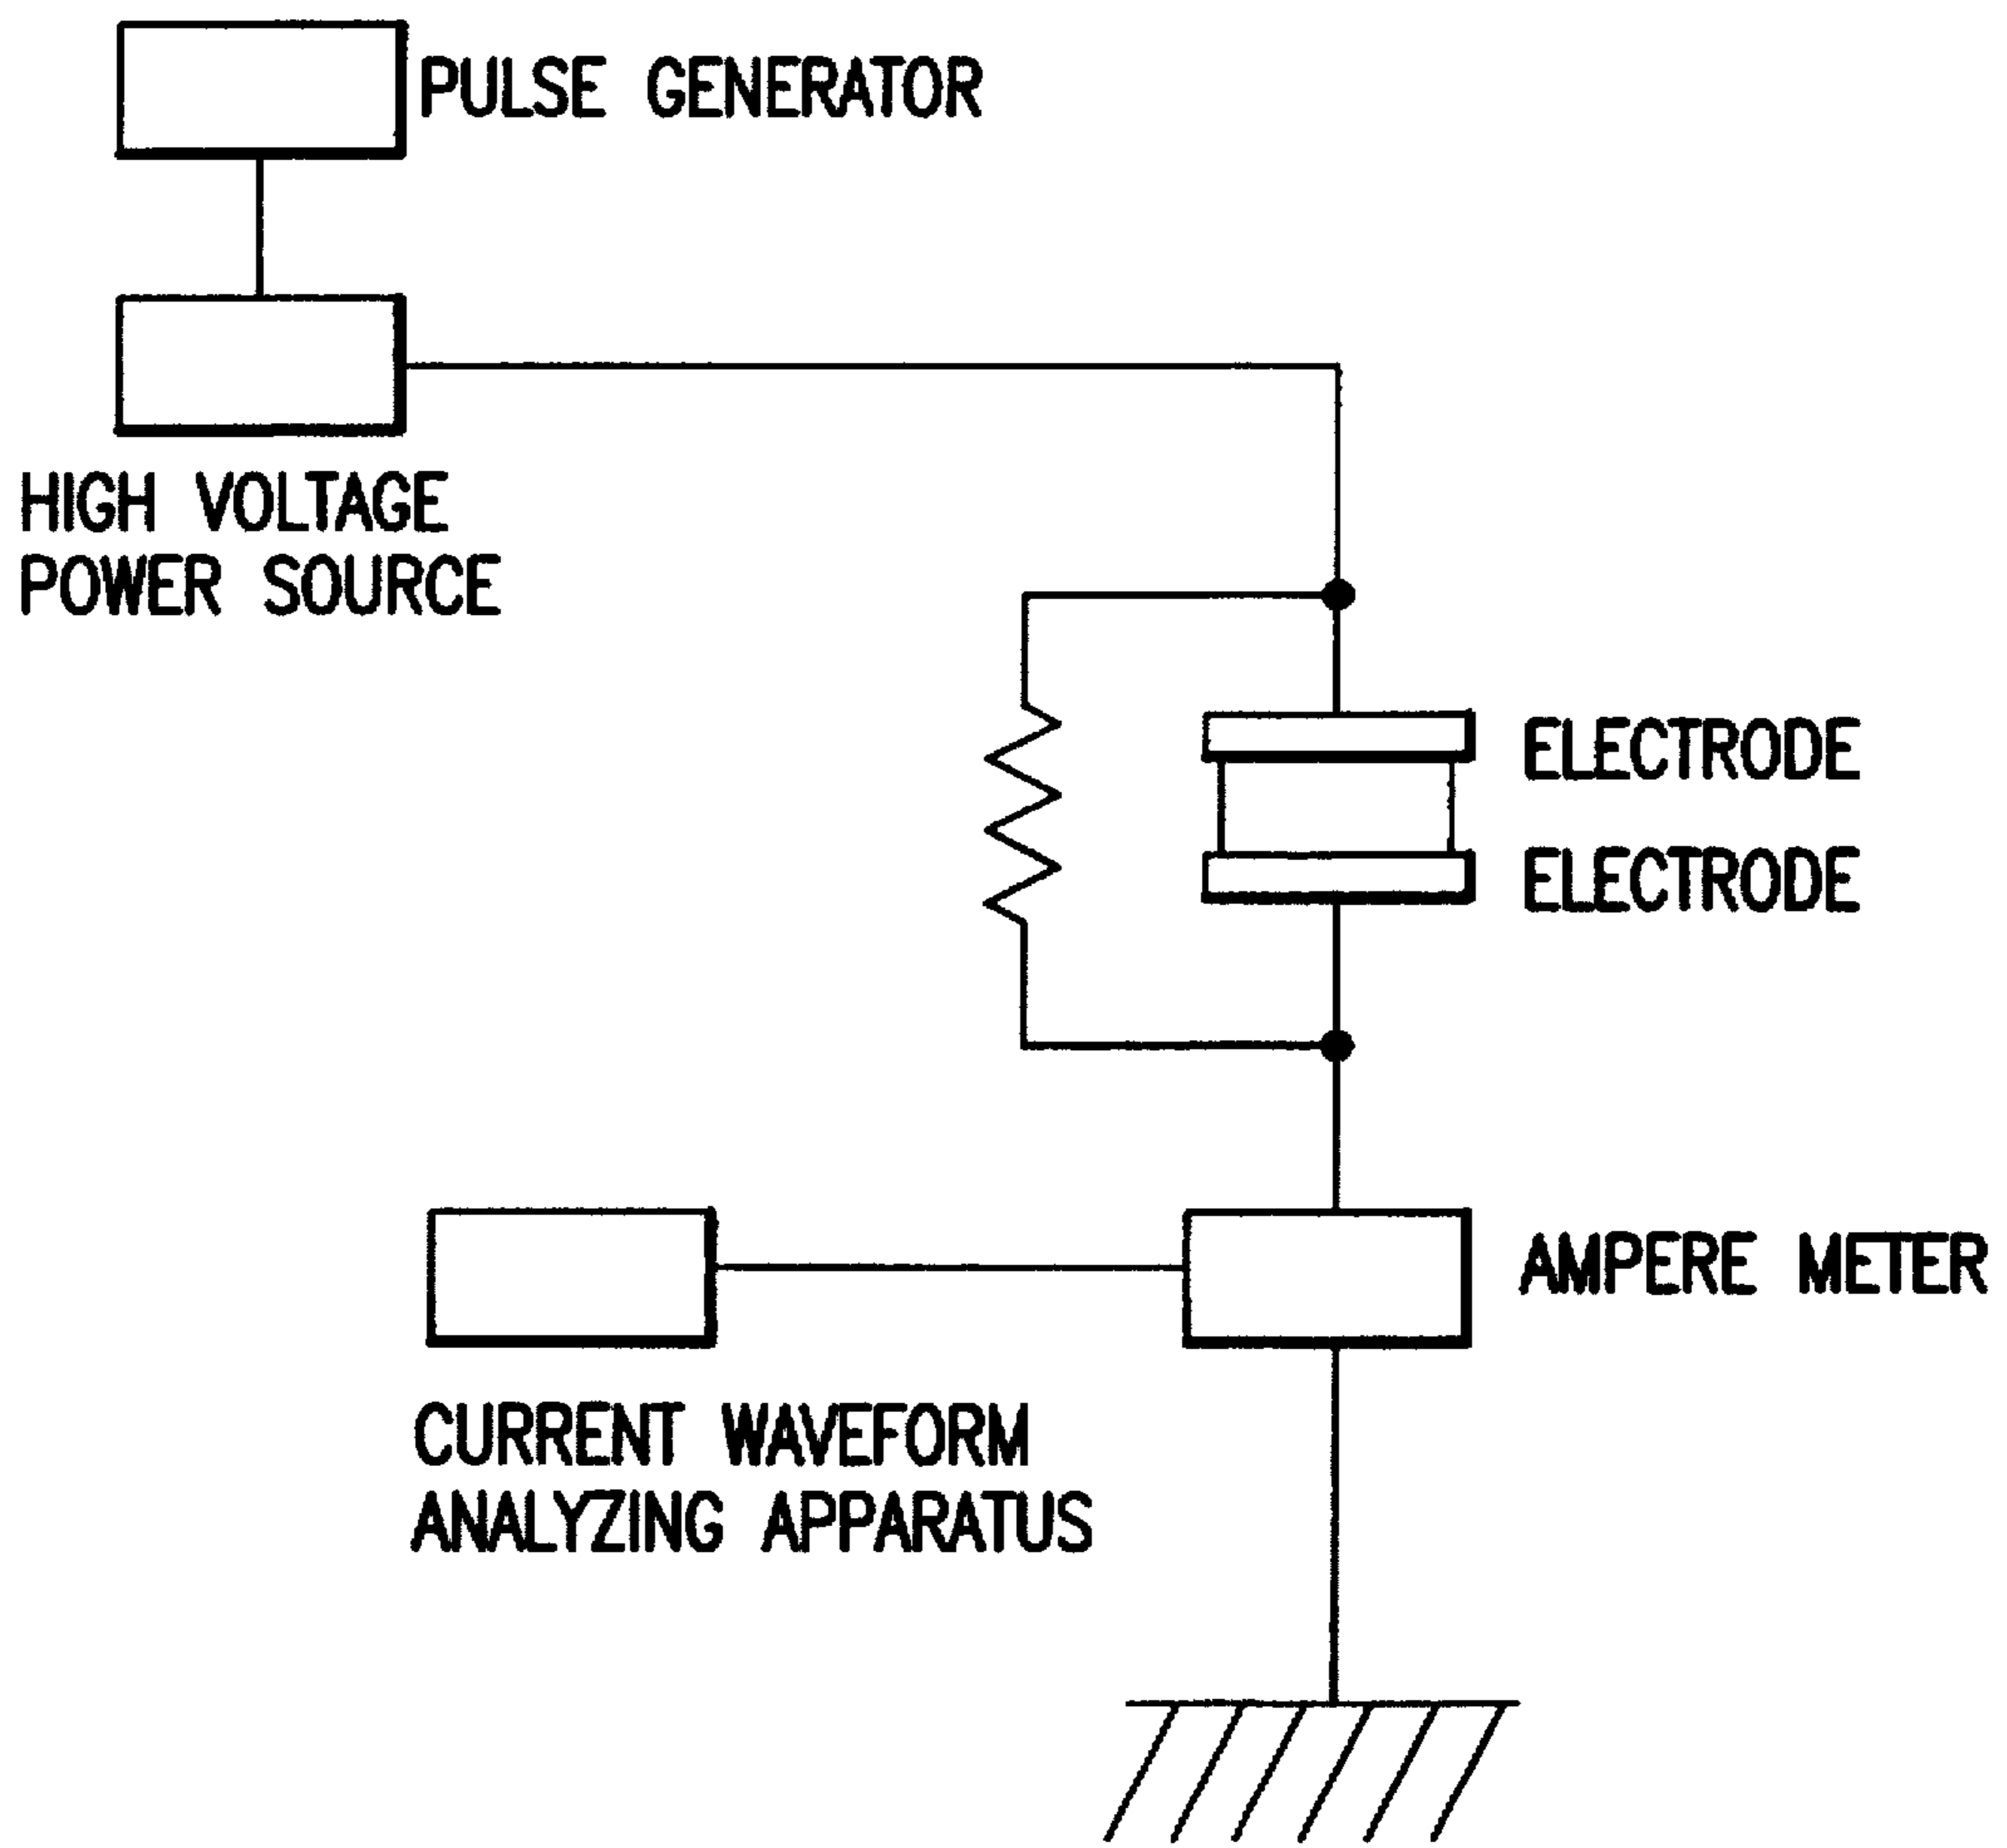 PULSE GENERATOR
HIGH VOLTAGE
POWER SOURCE
ELECTRODE
ELECTRODE
AMPERE METER
CURRENT WAVEFORM
ANALYZING APPARATUS